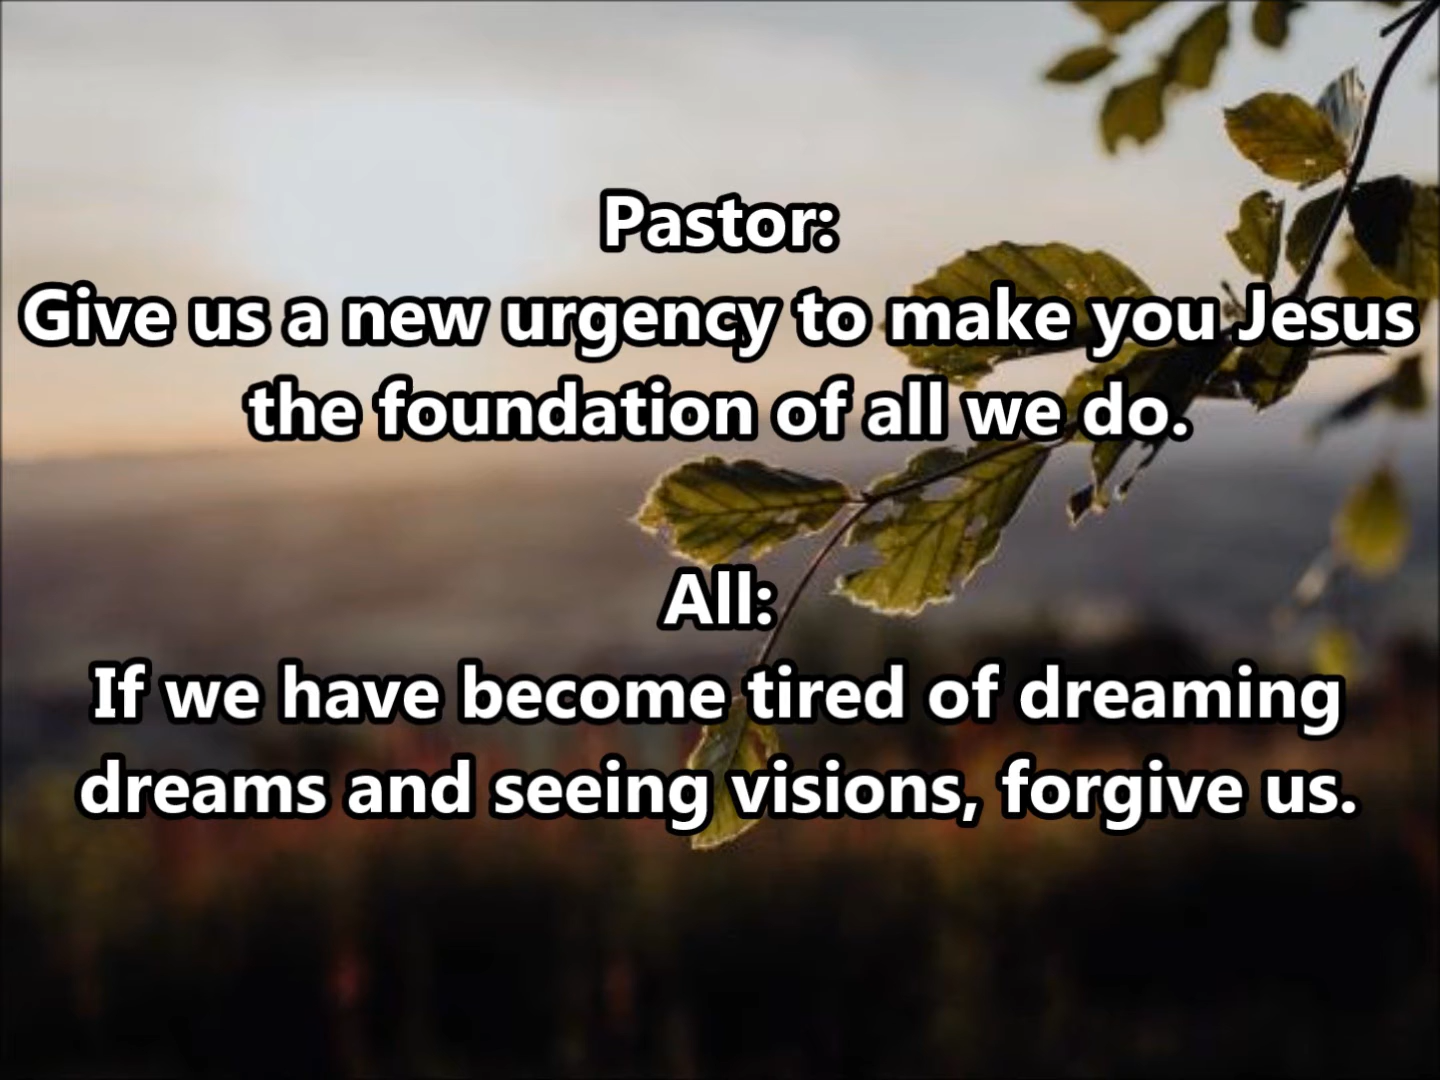 Pastor:
Give us a new urgency to make you Jesus
the foundation of all we do.
All:
If we have become tired of dreaming
dreams and seeing visions, forgive us.